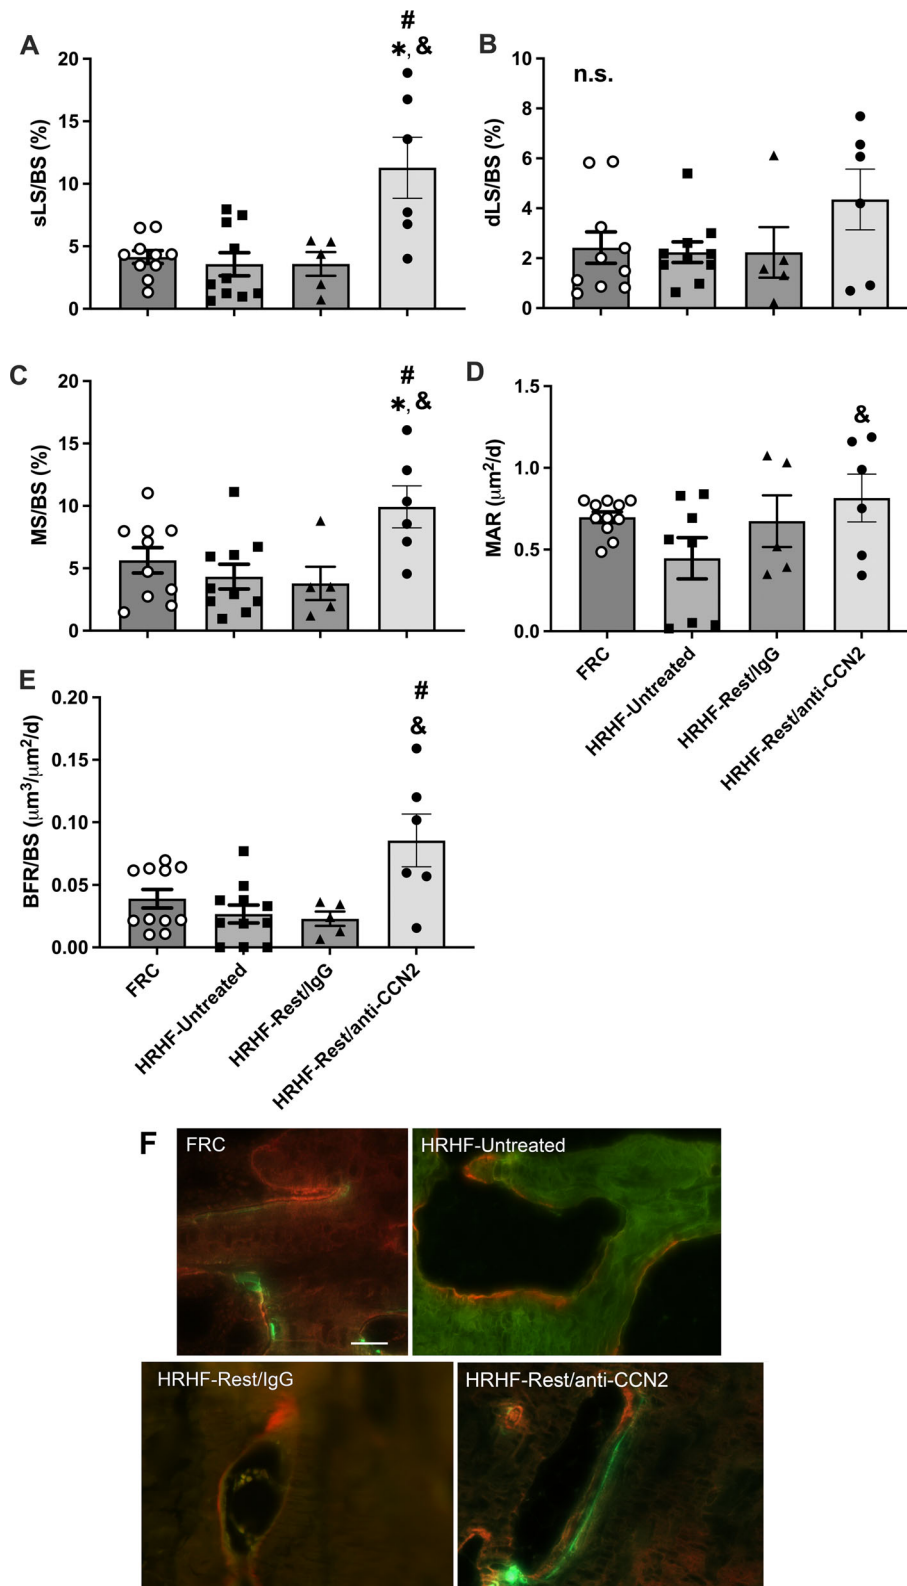 A
#
*, &
20
15
10
5
0
sLS/BS (%)
B
n.s.
10
8
6
4
2
0
dLS/BS (%)
C
#
*, &
20
15
10
5
0
MS/BS (%)
D
&
1.5
1.0
0.5
0.0
MAR (μm²/d)
FRC
HRHF-Untreated
HRHF-Rest/IgG
HRHF-Rest/anti-CCN2
E
#
&
0.20
0.15
0.10
0.05
0.00
BFR/BS (μm³/μm²/d)
FRC
HRHF-Untreated
HRHF-Rest/IgG
HRHF-Rest/anti-CCN2
F
FRC
HRHF-Untreated
HRHF-Rest/IgG
HRHF-Rest/anti-CCN2